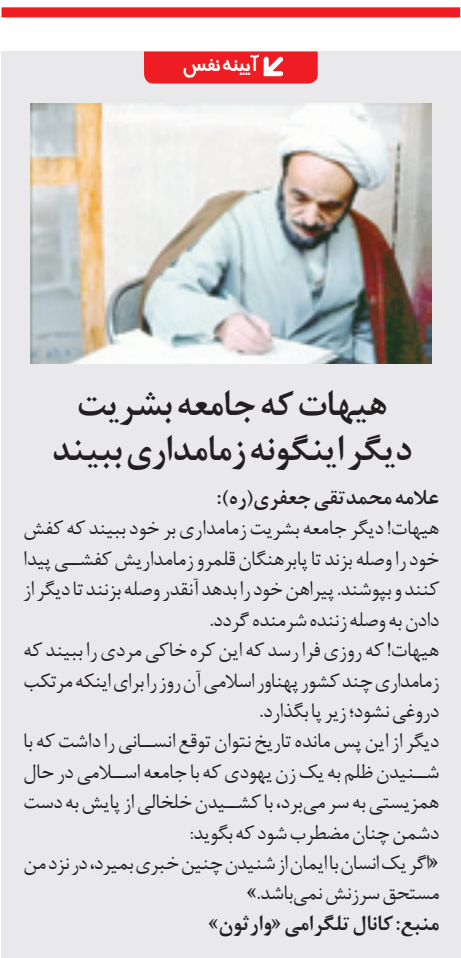 آیینه نفس
هیهات که جامعه بشریت
دیگر اینگونه زمامداری ببیند
علامه محمدتقی جعفری(ره):
هیهات! دیگر جامعه بشریت زمامداری بر خود ببیند که کفش
خود را وصله بزند تا پابرهنگان قلمرو زمامداریش کفشی پیدا
کنند و بپوشند. پیراهن خود را بدهد آنقدر وصله بزنند تا دیگر از
دادن به وصله زننده شرمنده گردد.
هیهات! که روزی فرا رسد که این کره خاکی مردی را ببیند که
زمامداری چند کشور پهناور اسلامی آن روز را برای اینکه مرتکب
دروغی نشود؛ زیر پا بگذارد.
دیگر از این پس مانده تاریخ نتوان توقع انسانی را داشت که با
شنیدن ظلم به یک زن یهودی که با جامعه اسلامی در حال
همزیستی به سر می‌برد، با کشیدن خلخالی از پایش به دست
دشمن چنان مضطرب شود که بگوید:
«اگر یک انسان با ایمان از شنیدن چنین خبری بمیرد، در نزد من
مستحق سرزنش نمی‌باشد.»
منبع: کانال تلگرامی «وارثون»